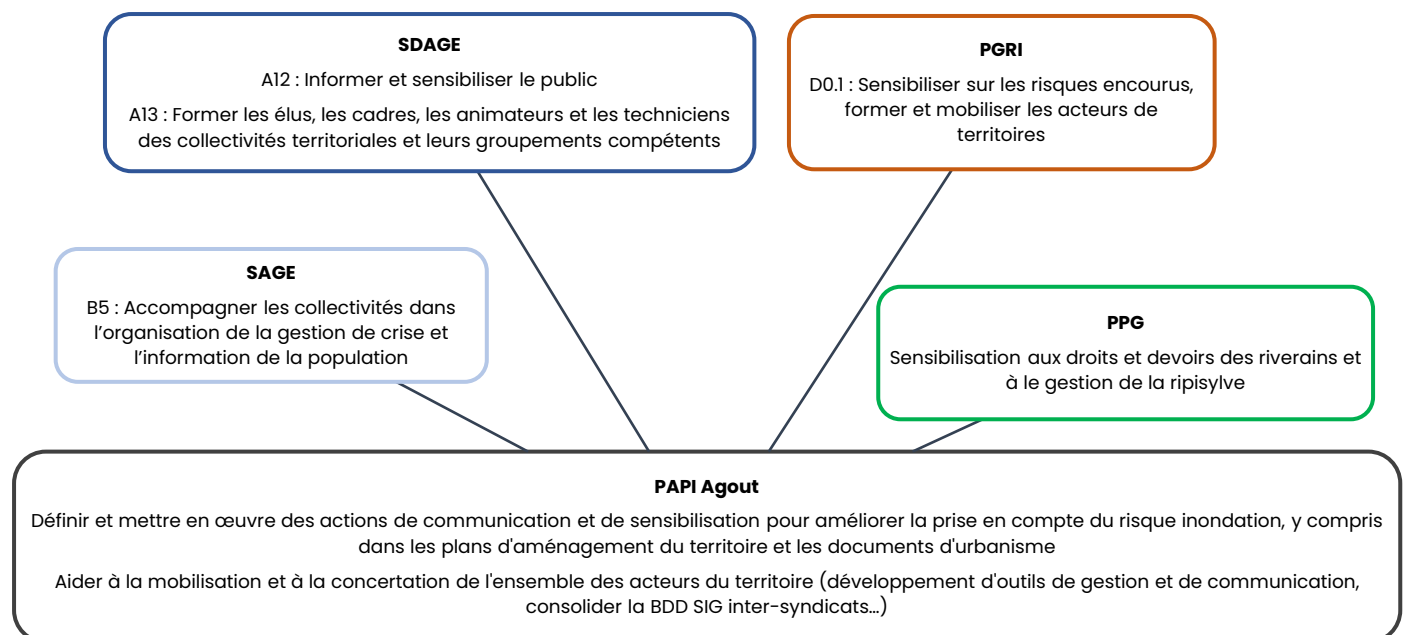 SDAGE
A12 : Informer et sensibiliser le public
A13 : Former les élus, les cadres, les animateurs et les techniciens
des collectivités territoriales et leurs groupements compétents
PGRI
D0.1 : Sensibiliser sur les risques encourus,
former et mobiliser les acteurs de
territoires
SAGE
B5 : Accompagner les collectivités dans
l’organisation de la gestion de crise et
l’information de la population
PPG
Sensibilisation aux droits et devoirs des riverains et
à le gestion de la ripisylve
PAPI Agout
Définir et mettre en œuvre des actions de communication et de sensibilisation pour améliorer la prise en compte du risque inondation, y compris
dans les plans d'aménagement du territoire et les documents d'urbanisme
Aider à la mobilisation et à la concertation de l'ensemble des acteurs du territoire (développement d'outils de gestion et de communication,
consolider la BDD SIG inter-syndicats…)